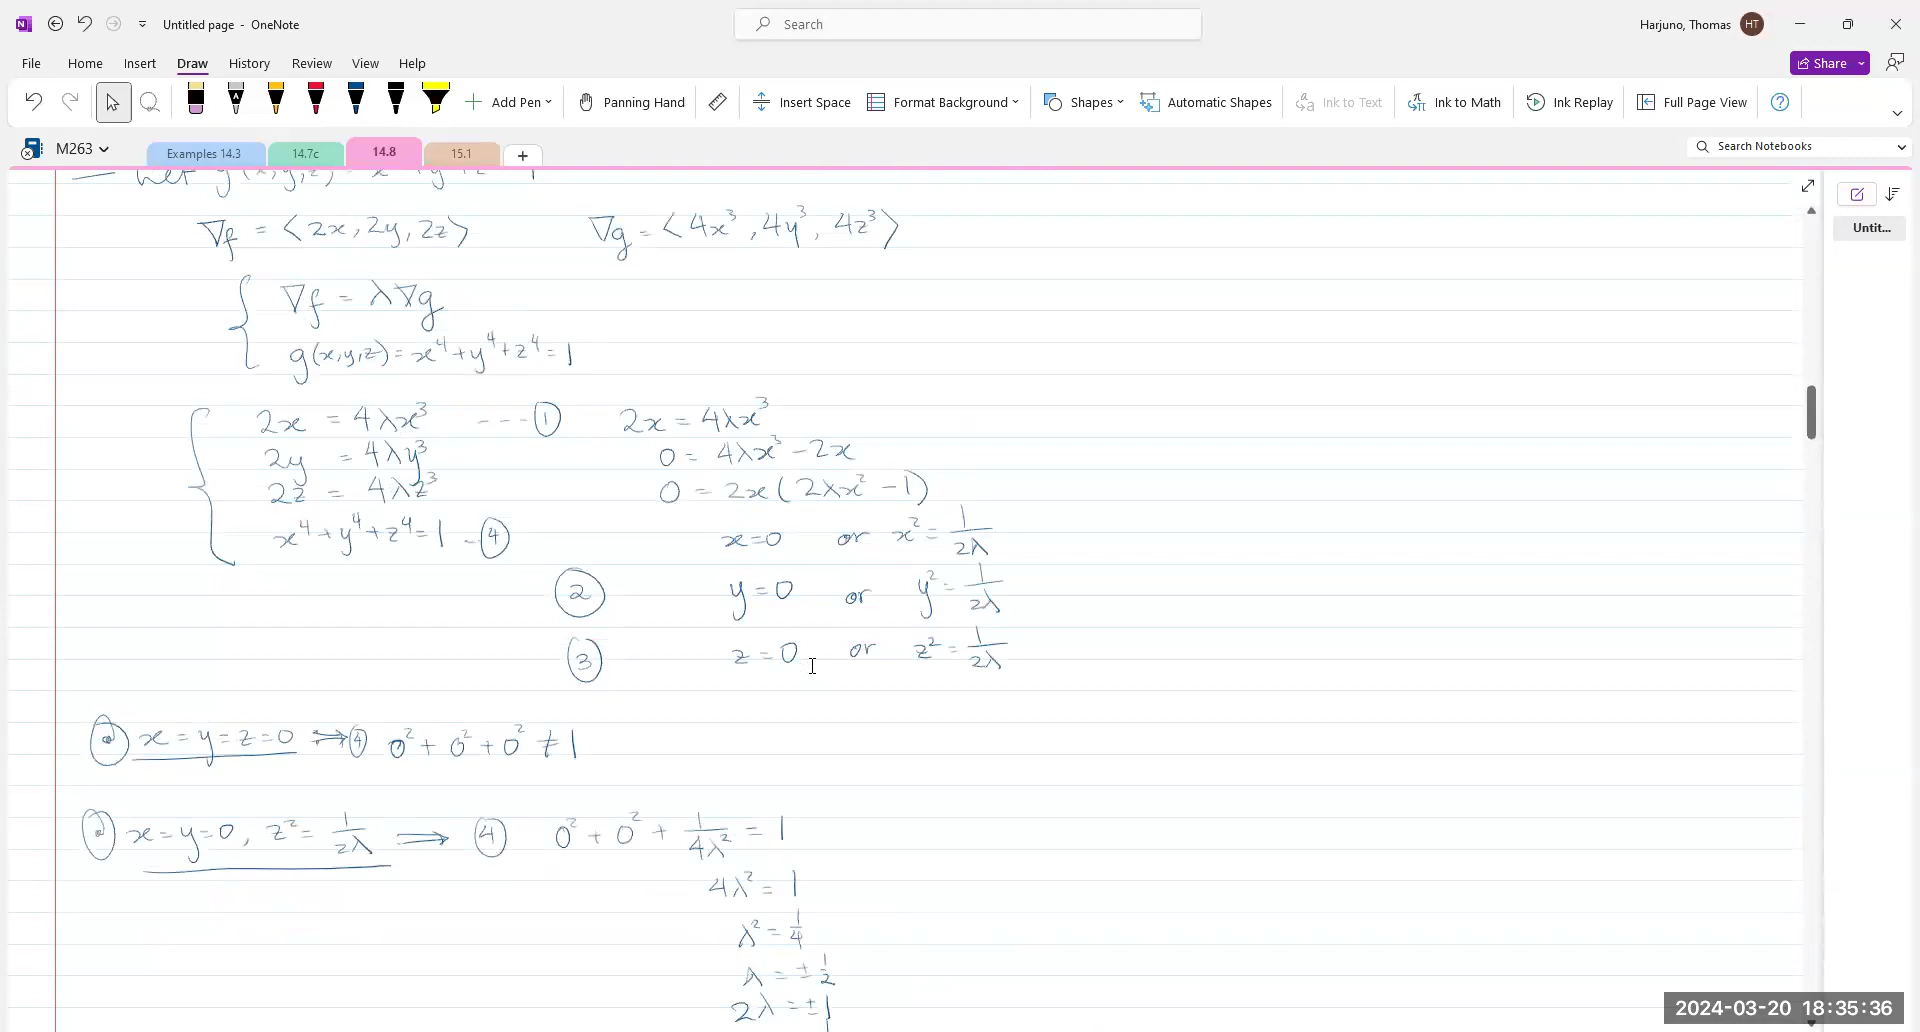 Untitled page - OneNote
Search
Harjuno, Thomas
HT
File Home Insert Draw History Review View Help
Share
Add Pen
Panning Hand
Insert Space
Format Background
Shapes
Automatic Shapes
Ink to Text
Ink to Math
Ink Replay
Full Page View
M263
Examples 14.3
14.7c
14.8
15.1
Search Notebooks
Untit...
∇f = ⟨2x, 2y, 2z⟩ ∇g = ⟨4x³, 4y³, 4z³⟩
∇f = λ∇g
g(x,y,z) = x⁴ + y⁴ + z⁴ = 1
2x = 4λx³ --- ① 2x = 4λx³
2y = 4λy³ 0 = 4λx³ - 2x
2z = 4λz³ 0 = 2x(2λx² - 1)
x⁴ + y⁴ + z⁴ = 1 - ④ x = 0 or x² = 1/2λ
② y = 0 or y² = 1/2λ
③ z = 0 or z² = 1/2λ
x = y = z = 0 ⇒ ④ 0² + 0² + 0² ≠ 1
x = y = 0, z² = 1/2λ ⇒ ④ 0² + 0² + 1/4λ² = 1
4λ² = 1
λ² = 1/4
λ = ± 1/2
2λ = ± 1
2024-03-20 18:35:36